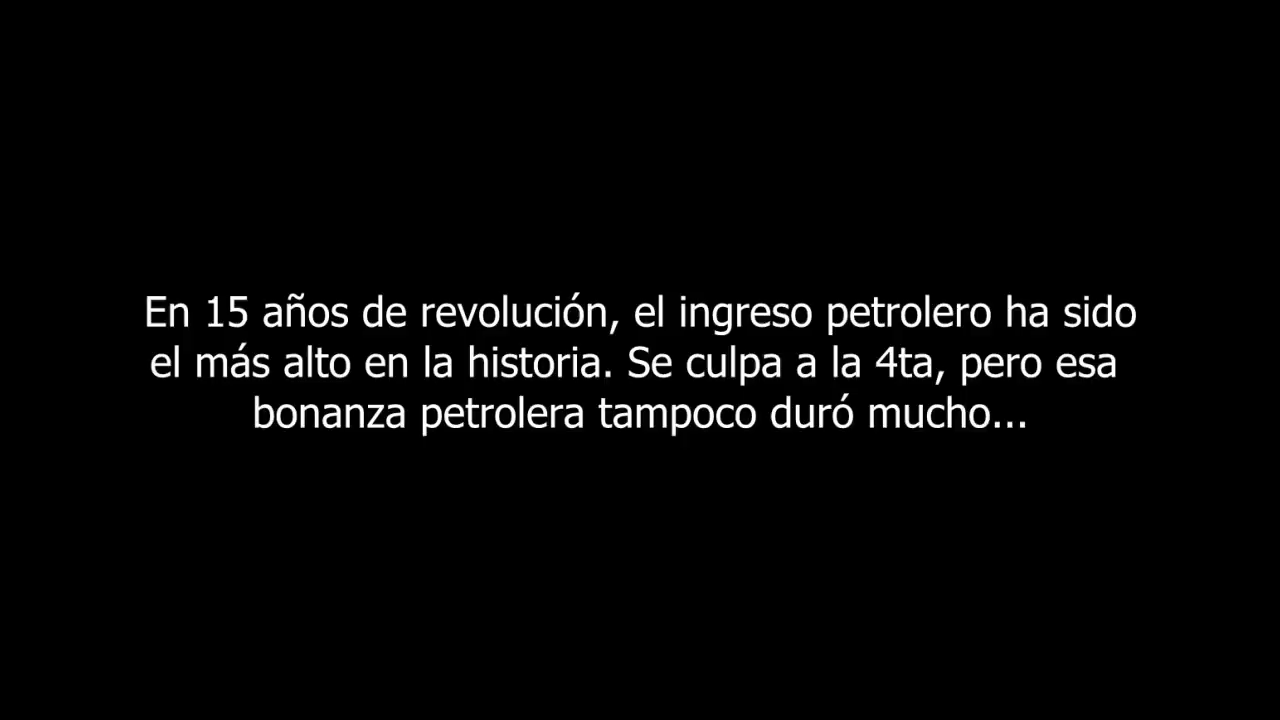 En 15 años de revolución, el ingreso petrolero ha sido
el más alto en la historia. Se culpa a la 4ta, pero esa
bonanza petrolera tampoco duró mucho...